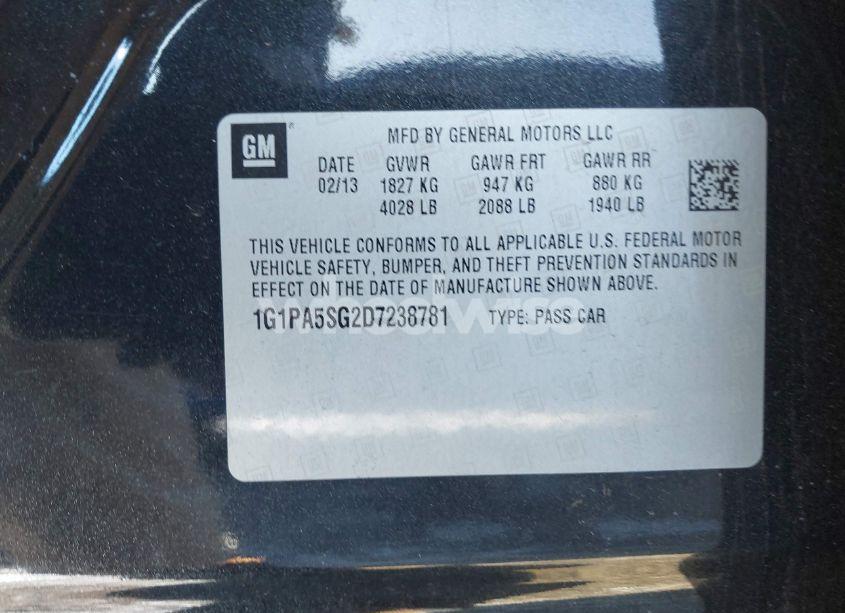 GM
MFD BY GENERAL MOTORS LLC
DATE GVWR GAWR FRT GAWR RR
02/13 1827 KG 947 KG 880 KG
4028 LB 2088 LB 1940 LB
THIS VEHICLE CONFORMS TO ALL APPLICABLE U.S. FEDERAL MOTOR
VEHICLE SAFETY, BUMPER, AND THEFT PREVENTION STANDARDS IN
EFFECT ON THE DATE OF MANUFACTURE SHOWN ABOVE.
1G1PA5SG2D7238781 TYPE: PASS CAR
wheelwise